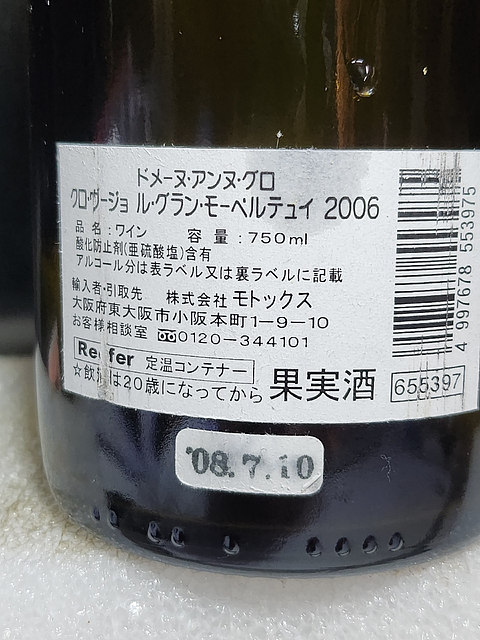 ドメーヌ・アンヌ・グロ
クロ・ヴージョ ル・グラン・モーペルテュイ 2006
品 名：ワイン 容 量：750ml
酸化防止剤(亜硫酸塩)含有
アルコール分は表ラベル又は裏ラベルに記載
輸入者・引取先 株式会社 モトックス
大阪府東大阪市小阪本町1-9-10
お客様相談室 0120-344101
Reefer 定温コンテナー
☆飲酒は20歳になってから 果実酒
655397
4 997678 553975
'08.7.10